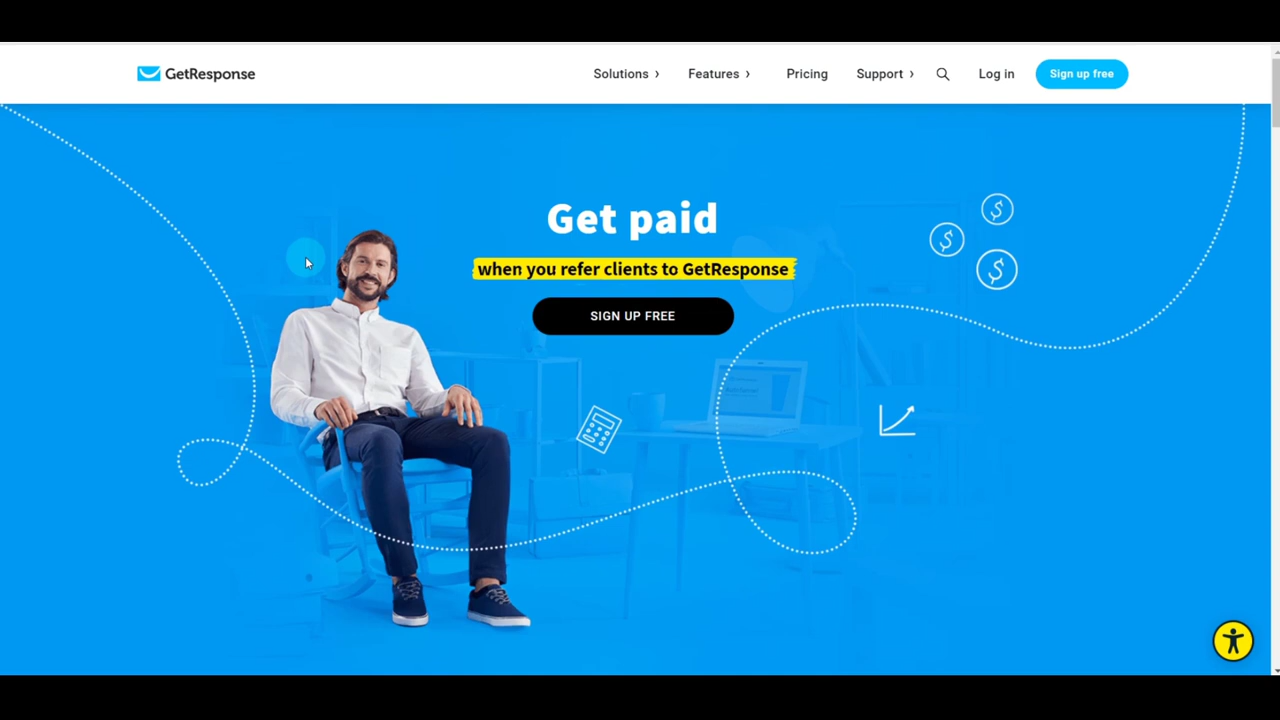 GetResponse
Solutions
Features
Pricing
Support
Log in
Sign up free
Get paid
when you refer clients to GetResponse
SIGN UP FREE